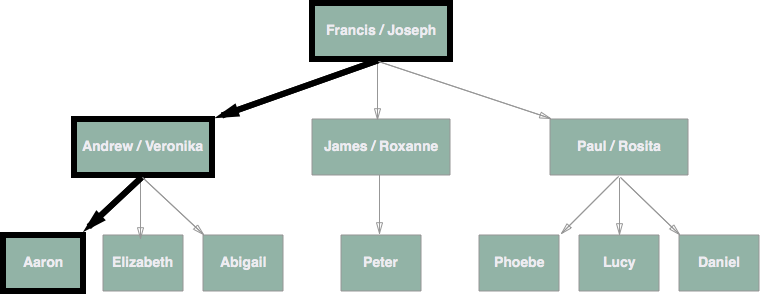 Francis / Joseph
Andrew / Veronika
James / Roxanne
Paul / Rosita
Aaron
Elizabeth
Abigail
Peter
Phoebe
Lucy
Daniel